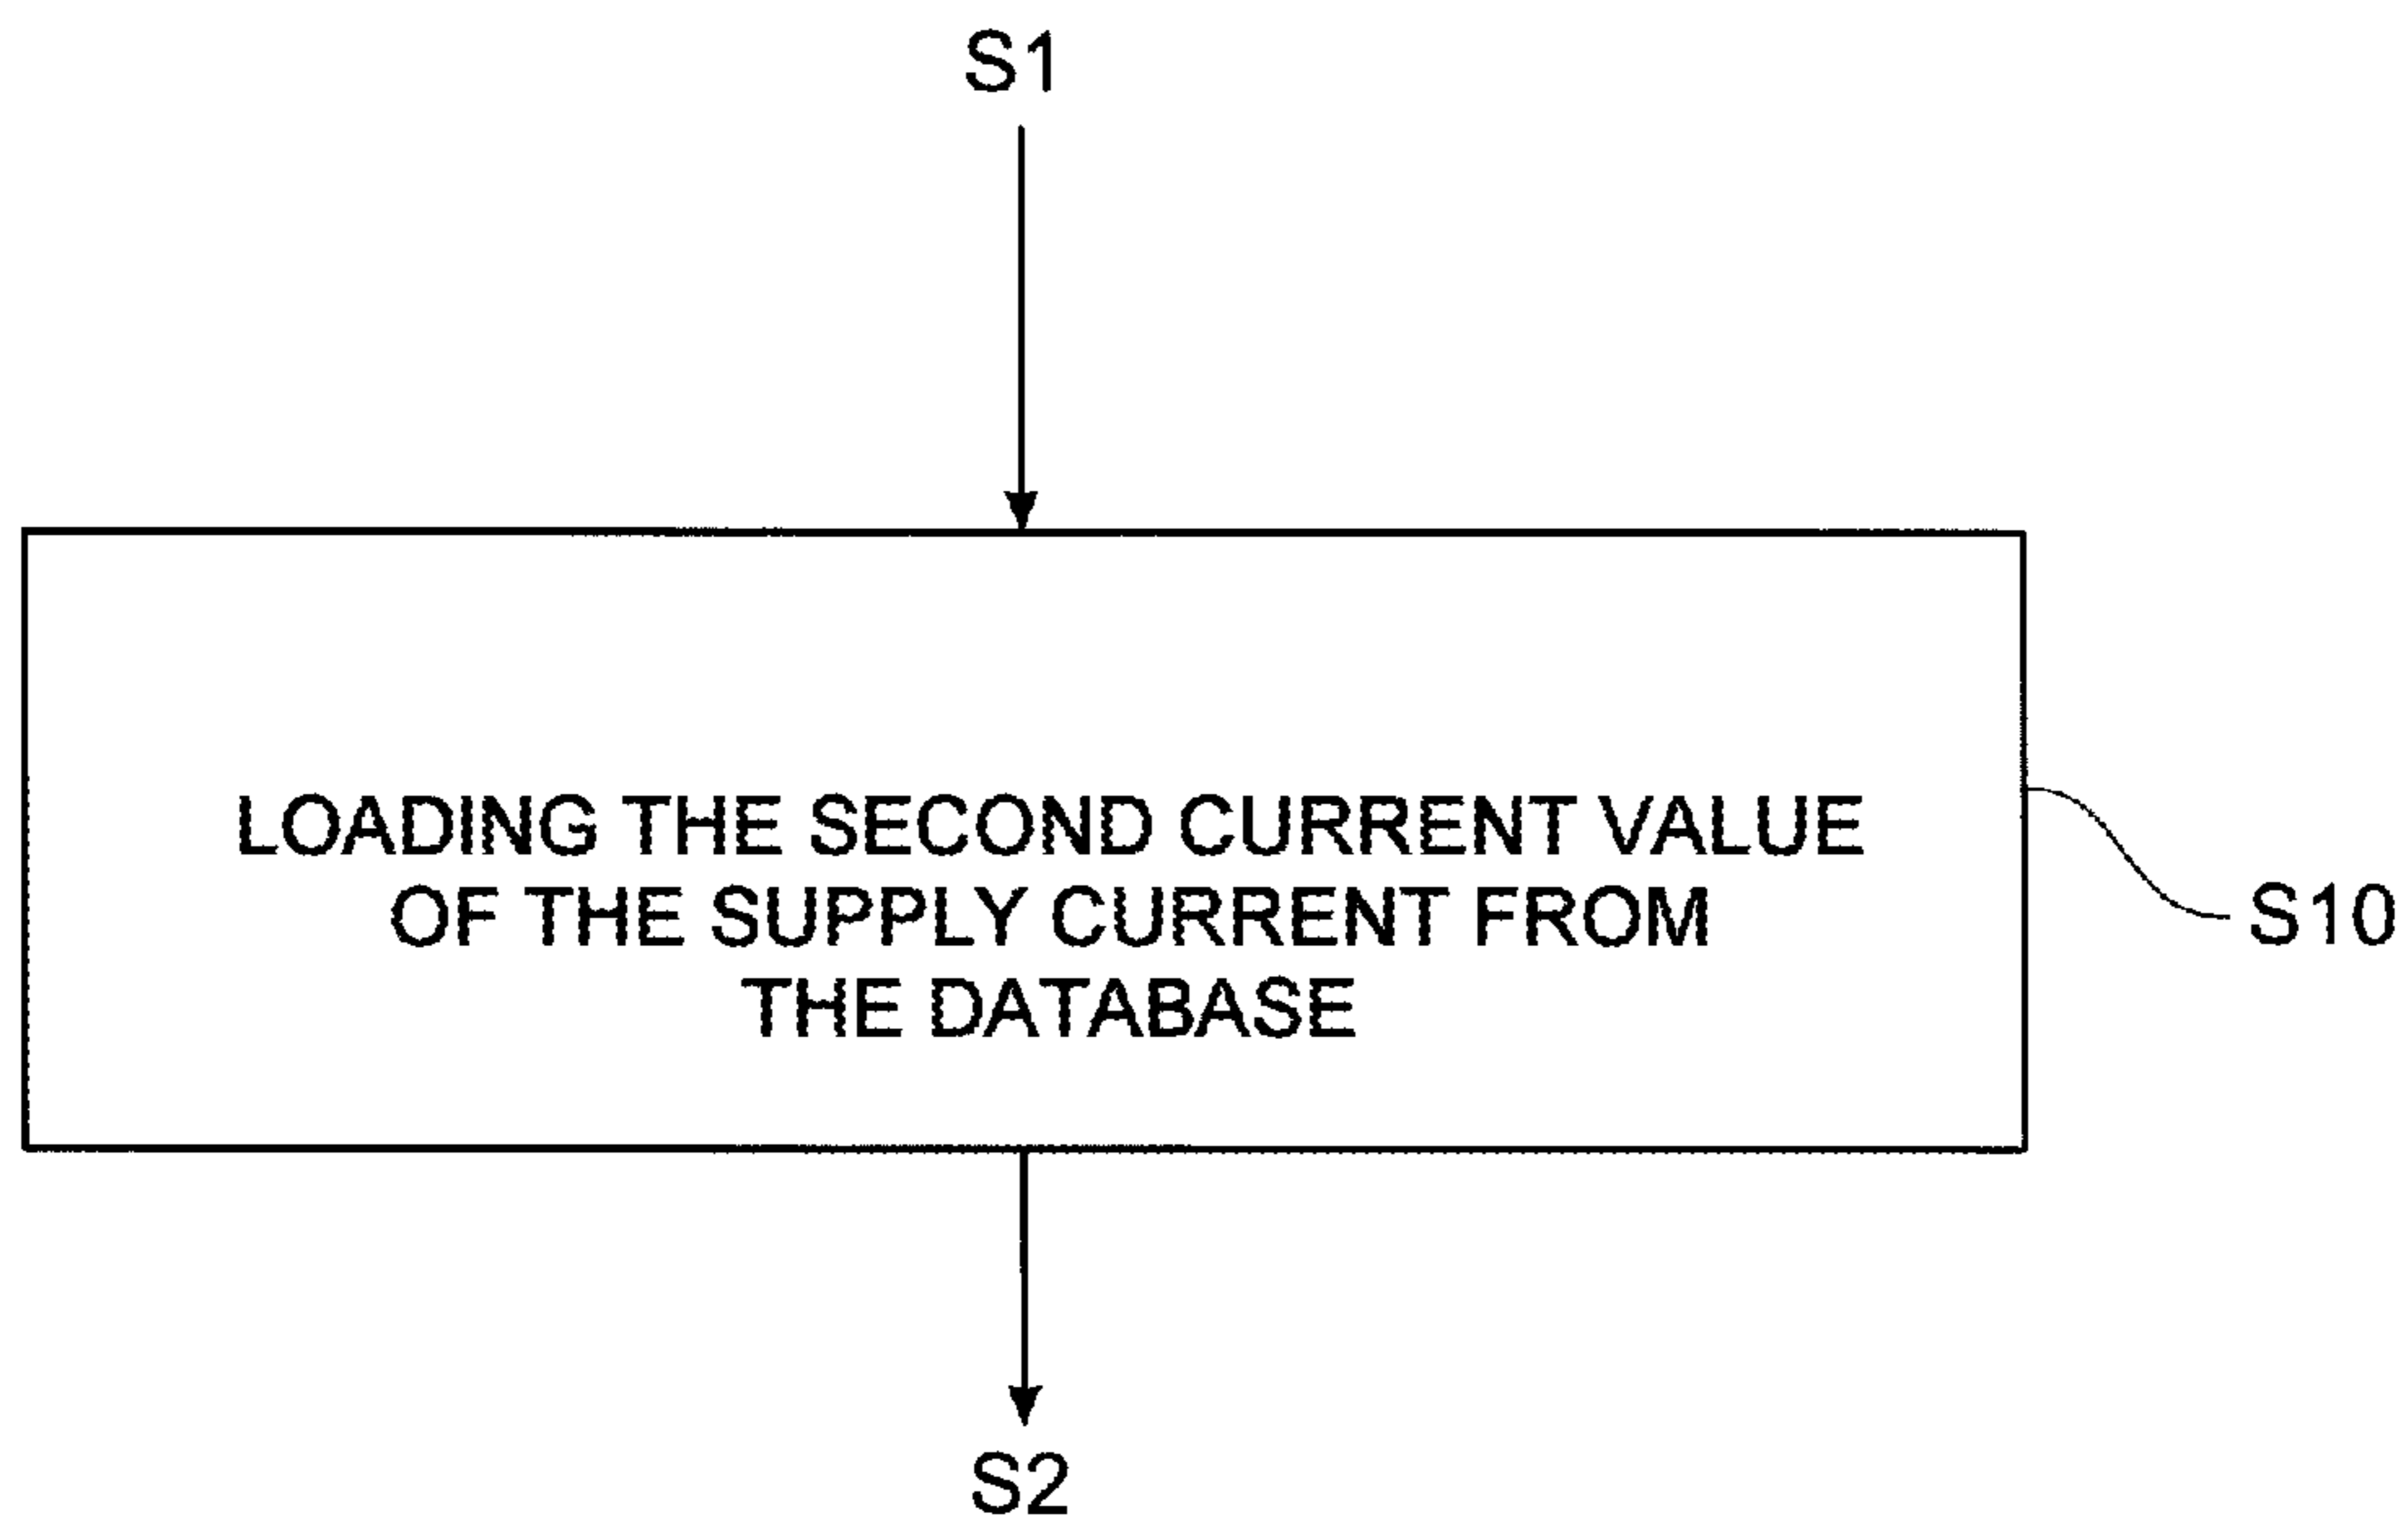 S1
LOADING THE SECOND CURRENT VALUE
OF THE SUPPLY CURRENT FROM
THE DATABASE
S10
S2